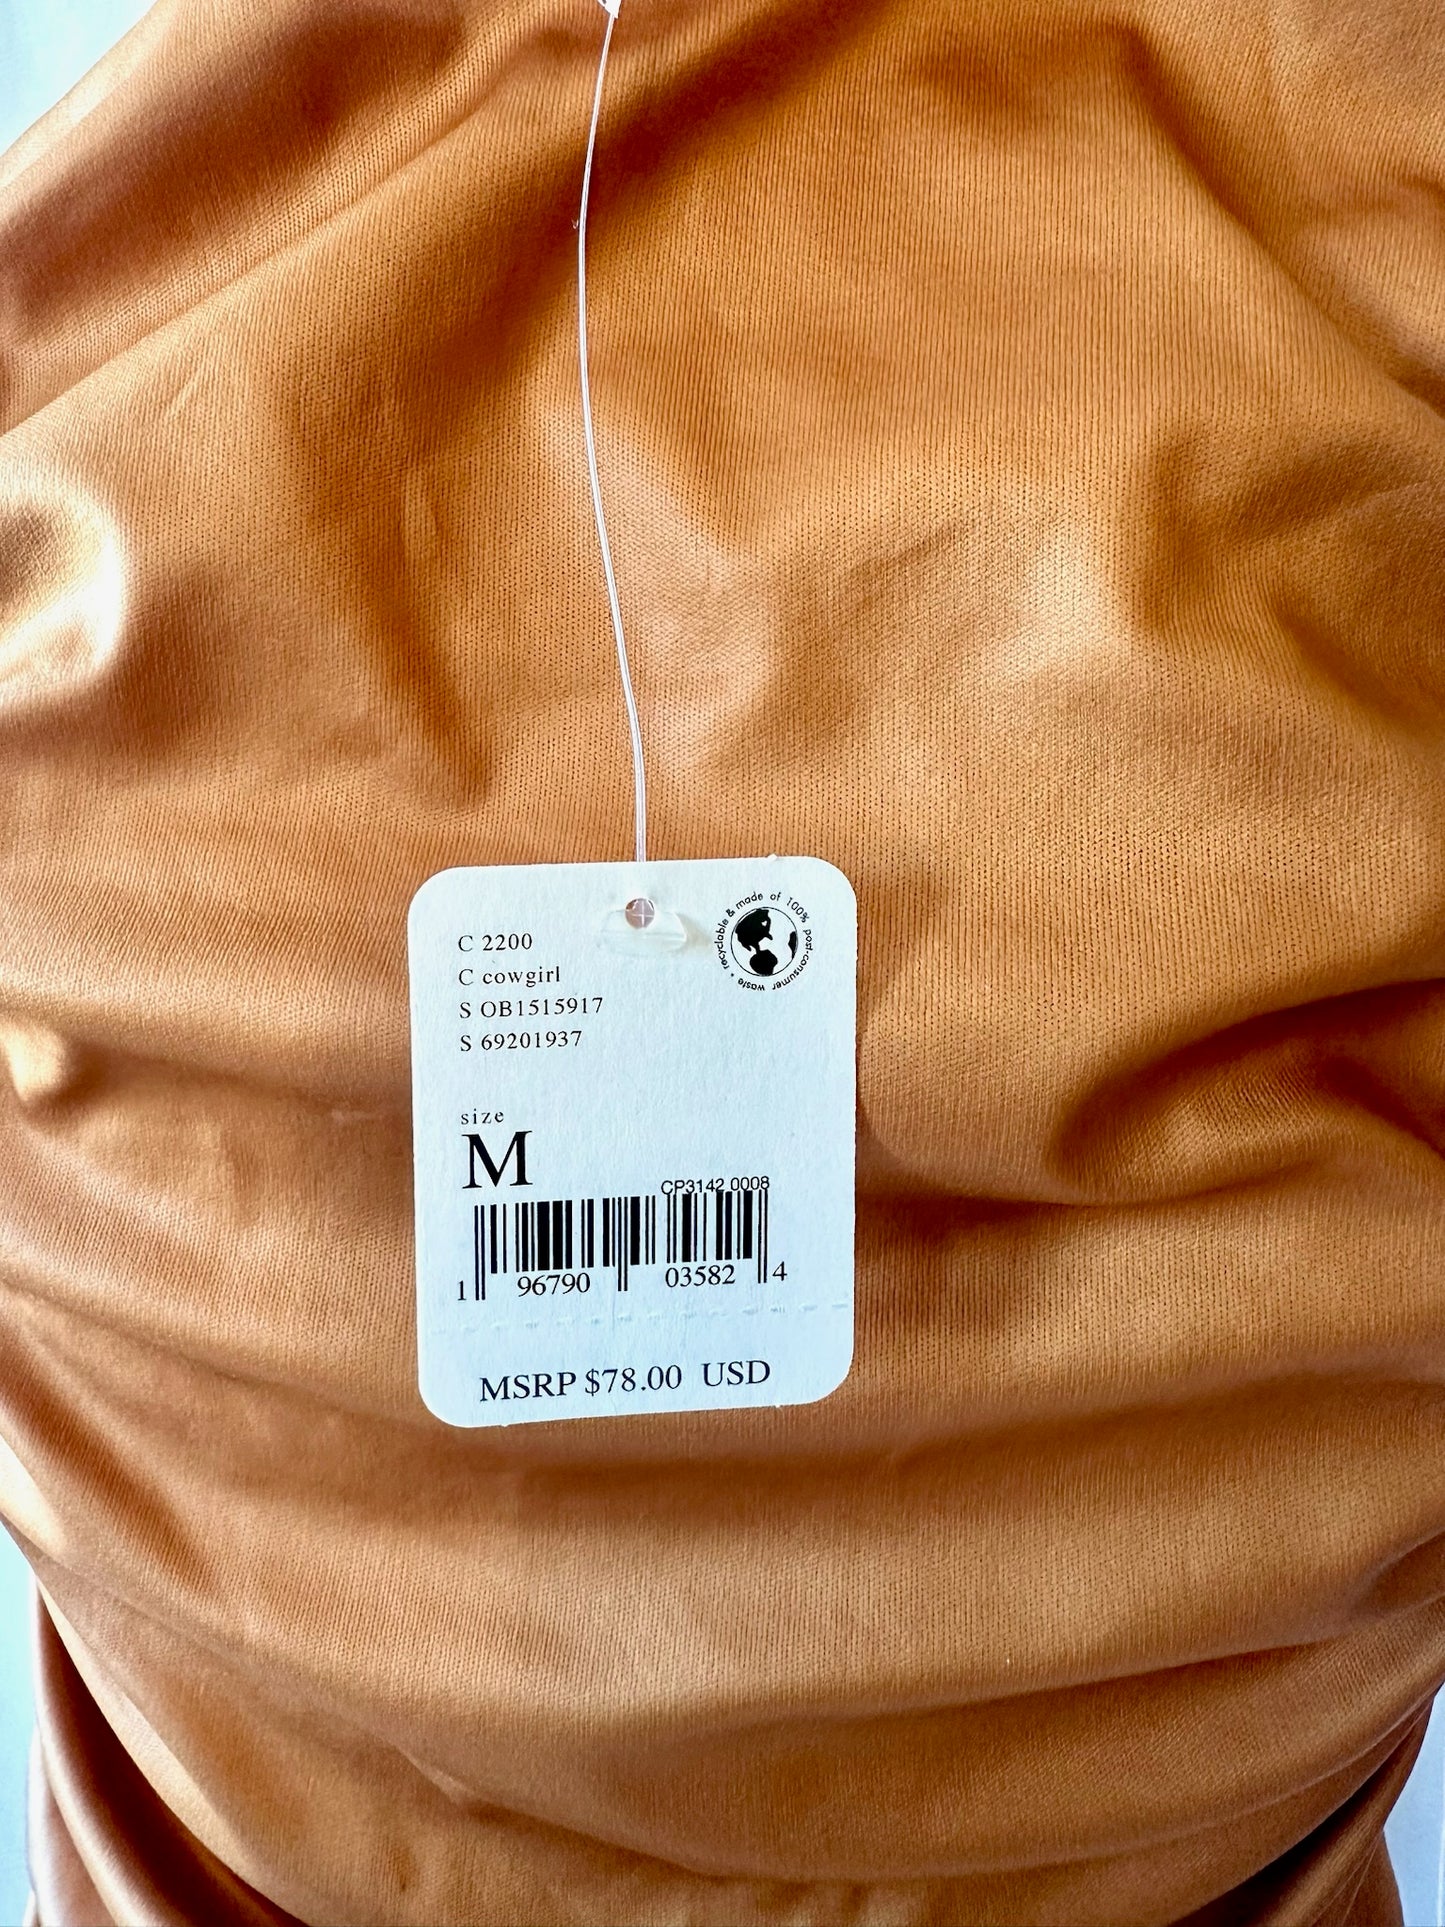 recyclable & made of 100% post-consumer waste •
C 2200
C cowgirl
S OB1515917
S 69201937
size
M
CP3142 0008
1 96790 03582 4
MSRP $78.00 USD